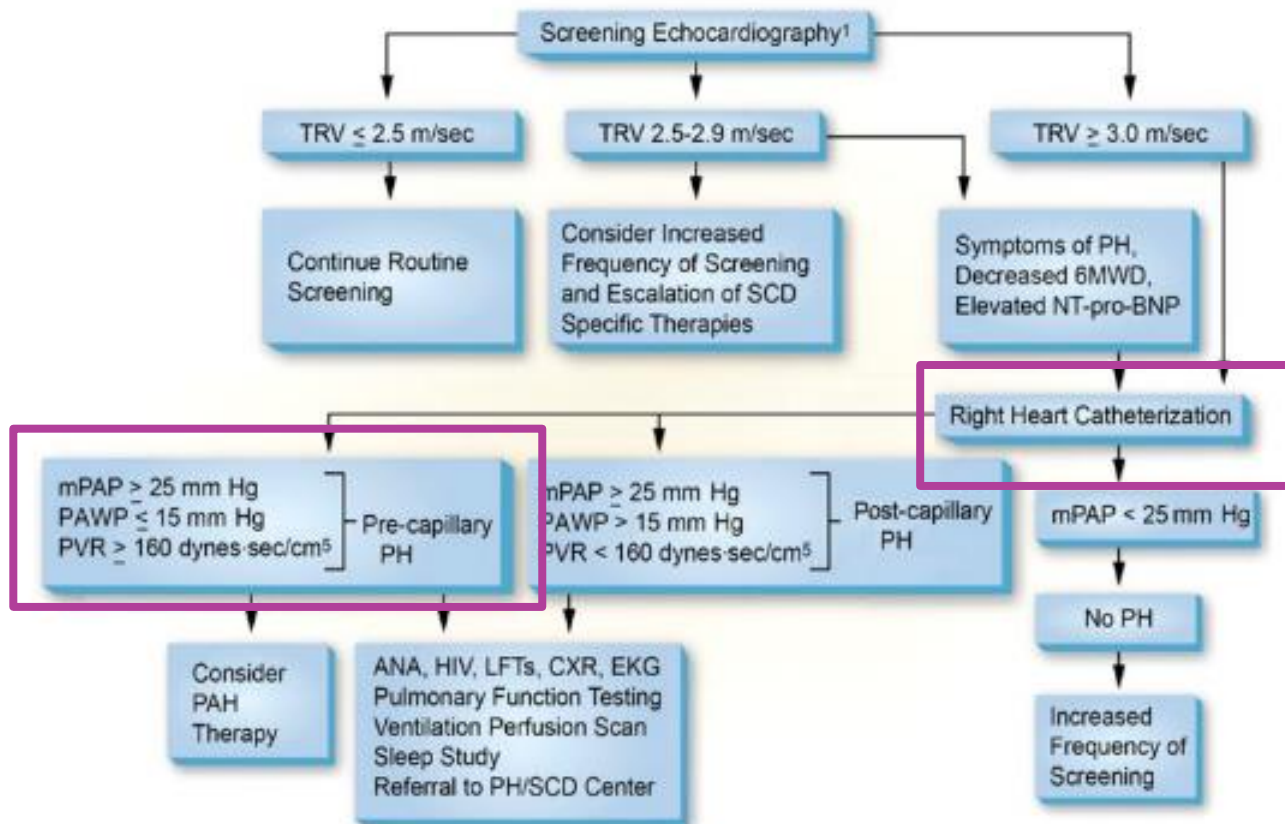 Screening Echocardiography¹
TRV ≤ 2.5 m/sec
TRV 2.5-2.9 m/sec
TRV ≥ 3.0 m/sec
Continue Routine
Screening
Consider Increased
Frequency of Screening
and Escalation of SCD
Specific Therapies
Symptoms of PH,
Decreased 6MWD,
Elevated NT-pro-BNP
Right Heart Catheterization
mPAP ≥ 25 mm Hg
PAWP ≤ 15 mm Hg
PVR ≥ 160 dynes·sec/cm⁵
Pre-capillary
PH
mPAP ≥ 25 mm Hg
PAWP > 15 mm Hg
PVR < 160 dynes·sec/cm⁵
Post-capillary
PH
mPAP < 25 mm Hg
No PH
Increased
Frequency of
Screening
Consider
PAH
Therapy
ANA, HIV, LFTs, CXR, EKG
Pulmonary Function Testing
Ventilation Perfusion Scan
Sleep Study
Referral to PH/SCD Center